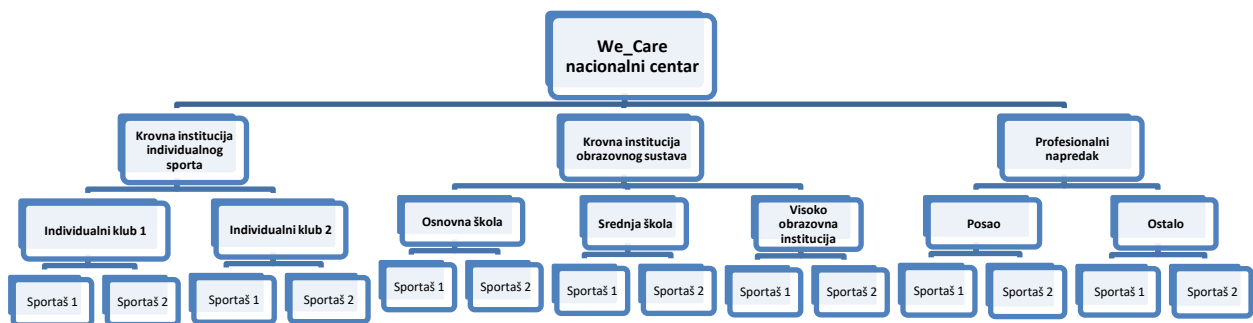 We_Care
nacionalni centar
Krovna institucija
individualnog
sporta
Krovna institucija
obrazovnog sustava
Profesionalni
napredak
Individualni klub 1
Individualni klub 2
Osnovna škola
Srednja škola
Visoko
obrazovna
institucija
Posao
Ostalo
Sportaš 1
Sportaš 2
Sportaš 1
Sportaš 2
Sportaš 1
Sportaš 2
Sportaš 1
Sportaš 2
Sportaš 1
Sportaš 2
Sportaš 1
Sportaš 2
Sportaš 1
Sportaš 2